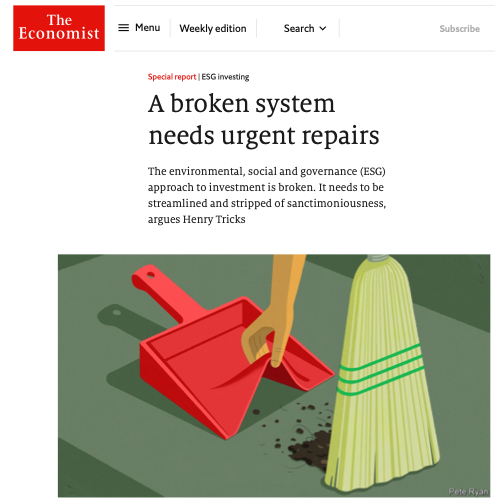 The
Economist
Menu
Weekly edition
Search
Subscribe
Special report | ESG investing
A broken system
needs urgent repairs
The environmental, social and governance (ESG)
approach to investment is broken. It needs to be
streamlined and stripped of sanctimoniousness,
argues Henry Tricks
Pete Ryan